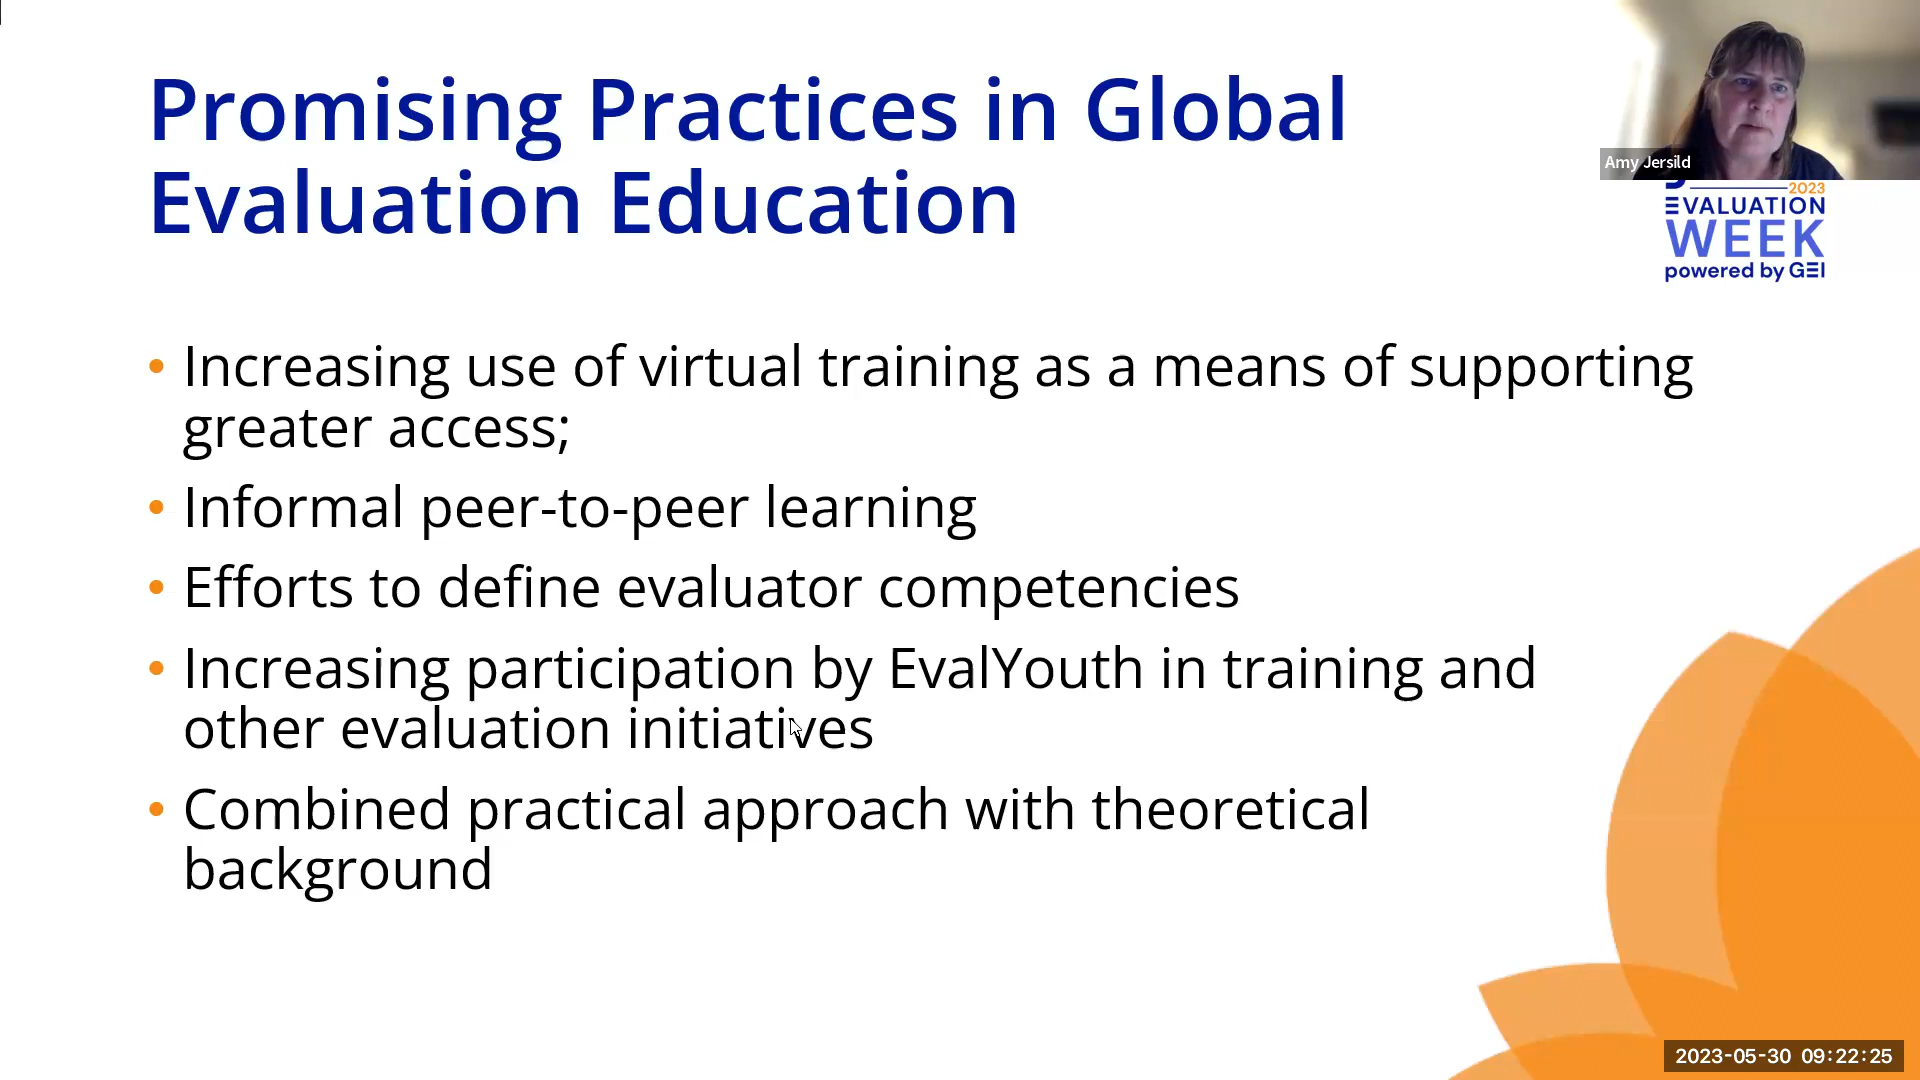 Promising Practices in Global
Evaluation Education
Amy Jersild
2023
EVALUATION
WEEK
powered by GEI
• Increasing use of virtual training as a means of supporting
greater access;
• Informal peer-to-peer learning
• Efforts to define evaluator competencies
• Increasing participation by EvalYouth in training and
other evaluation initiatives
• Combined practical approach with theoretical
background
2023-05-30 09:22:25